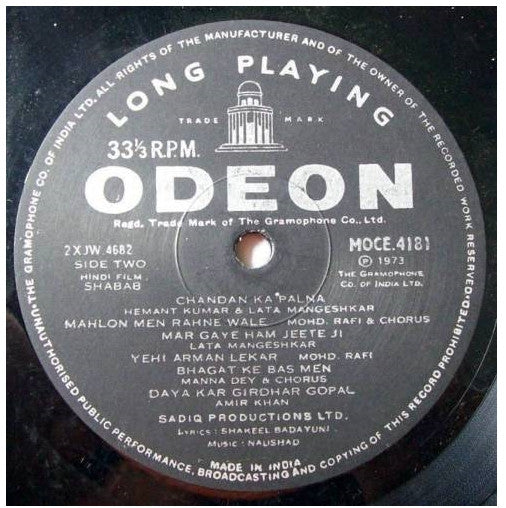 UNAUTHORISED PUBLIC PERFORMANCE, BROADCASTING AND COPYING OF THIS RECORD PROHIBITED. THE GRAMOPHONE CO. OF INDIA LTD. ALL RIGHTS OF THE MANUFACTURER AND OF THE OWNER OF THE RECORDED WORK
LONG PLAYING
TRADE MARK
33⅓ R.P.M.
ODEON
Regd. Trade Mark of The Gramophone Co., Ltd.
2XJW.4682
MOCE.4181
SIDE TWO
Ⓟ 1973
HINDI FILM
SHABAB
THE GRAMOPHONE
CO. OF INDIA LTD.
CHANDAN KA PALNA
HEMANT KUMAR & LATA MANGESHKAR
MAHLON MEN RAHNE WALE MOHD. RAFI & CHORUS
MAR GAYE HAM JEETE JI
LATA MANGESHKAR
YEHI ARMAN LEKAR MOHD. RAFI
BHAGAT KE BAS MEN
MANNA DEY & CHORUS
DAYA KAR GIRDHAR GOPAL
AMIR KHAN
SADIQ PRODUCTIONS LTD.
LYRICS : SHAKEEL BADAYUNI
MUSIC : NAUSHAD
MADE IN INDIA